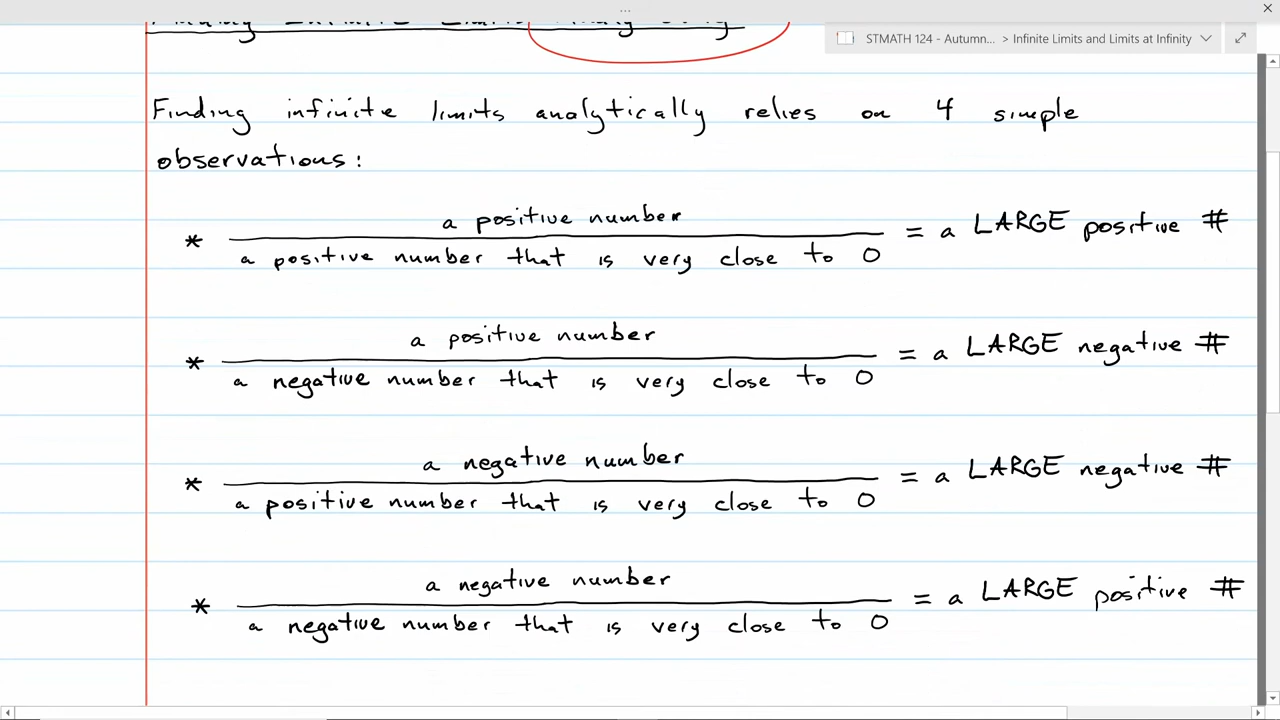 STMATH 124 - Autumn... > Infinite Limits and Limits at Infinity
Finding infinite limits analytically relies on 4 simple
observations:
* a positive number
a positive number that is very close to 0 = a LARGE positive #
* a positive number
a negative number that is very close to 0 = a LARGE negative #
* a negative number
a positive number that is very close to 0 = a LARGE negative #
* a negative number
a negative number that is very close to 0 = a LARGE positive #